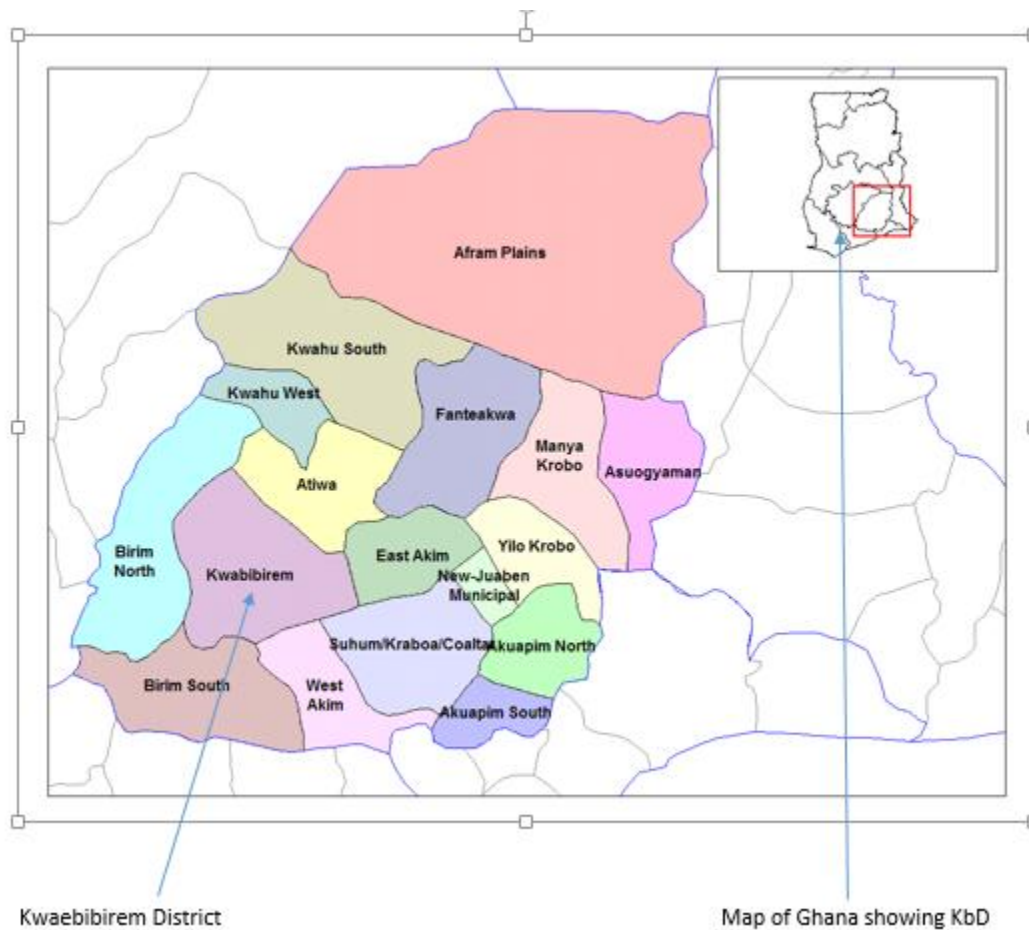 Afram Plains
Kwahu South
Kwahu West
Fanteakwa
Manya
Krobo
Asuogyaman
Atiwa
Birim
North
Kwabibirem
East Akim
Yilo Krobo
New-Juaben
Municipal
Suhum/Kraboa/Coaltar
Akuapim North
Birim South
West
Akim
Akuapim South
Kwaebibirem District
Map of Ghana showing KbD